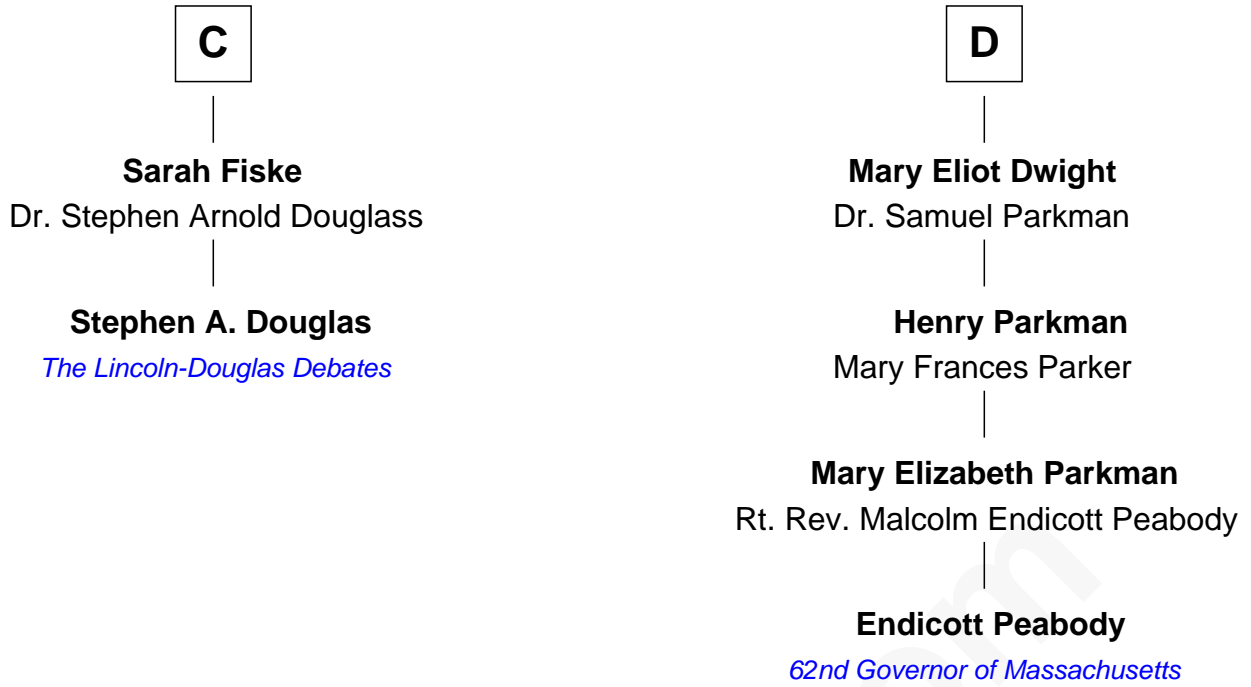 C
Sarah Fiske
Dr. Stephen Arnold Douglass
Stephen A. Douglas
The Lincoln-Douglas Debates
D
Mary Eliot Dwight
Dr. Samuel Parkman
Henry Parkman
Mary Frances Parker
Mary Elizabeth Parkman
Rt. Rev. Malcolm Endicott Peabody
Endicott Peabody
62nd Governor of Massachusetts